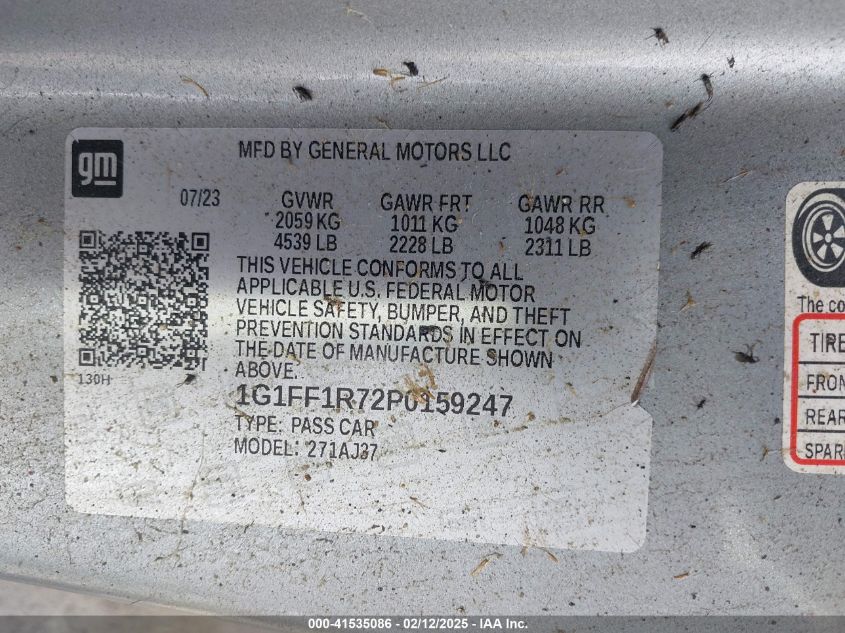 gm
MFD BY GENERAL MOTORS LLC
07/23 GVWR GAWR FRT GAWR RR
2059 KG 1011 KG 1048 KG
4539 LB 2228 LB 2311 LB
THIS VEHICLE CONFORMS TO ALL
APPLICABLE U.S. FEDERAL MOTOR
VEHICLE SAFETY, BUMPER, AND THEFT
PREVENTION STANDARDS IN EFFECT ON
THE DATE OF MANUFACTURE SHOWN
ABOVE.
130H
1G1FF1R72P0159247
TYPE: PASS CAR
MODEL: 271AJ37
The co
TIRE
FRON
REAR
SPAR
000-41535086 - 02/12/2025 - IAA Inc.